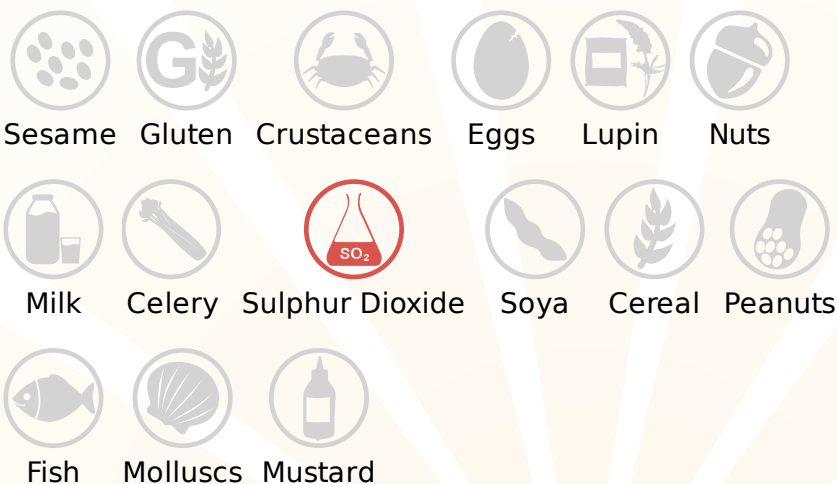 G
Sesame Gluten Crustaceans Eggs Lupin Nuts
SO₂
Milk Celery Sulphur Dioxide Soya Cereal Peanuts
Fish Molluscs Mustard